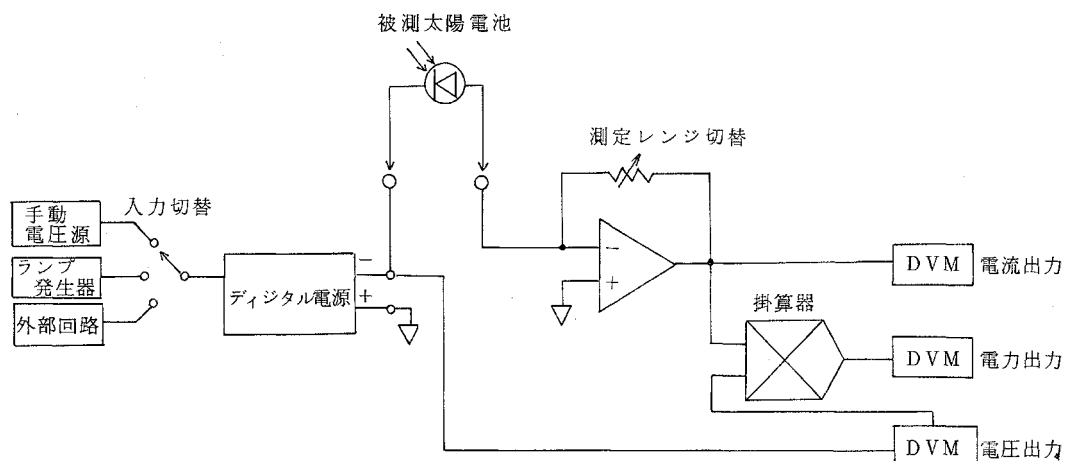 被測太陽電池
測定レンジ切替
入力切替
手動
電圧源
ランプ
発生器
外部回路
ディジタル電源
−
+
−
+
DVM 電流出力
掛算器
DVM 電力出力
DVM 電圧出力